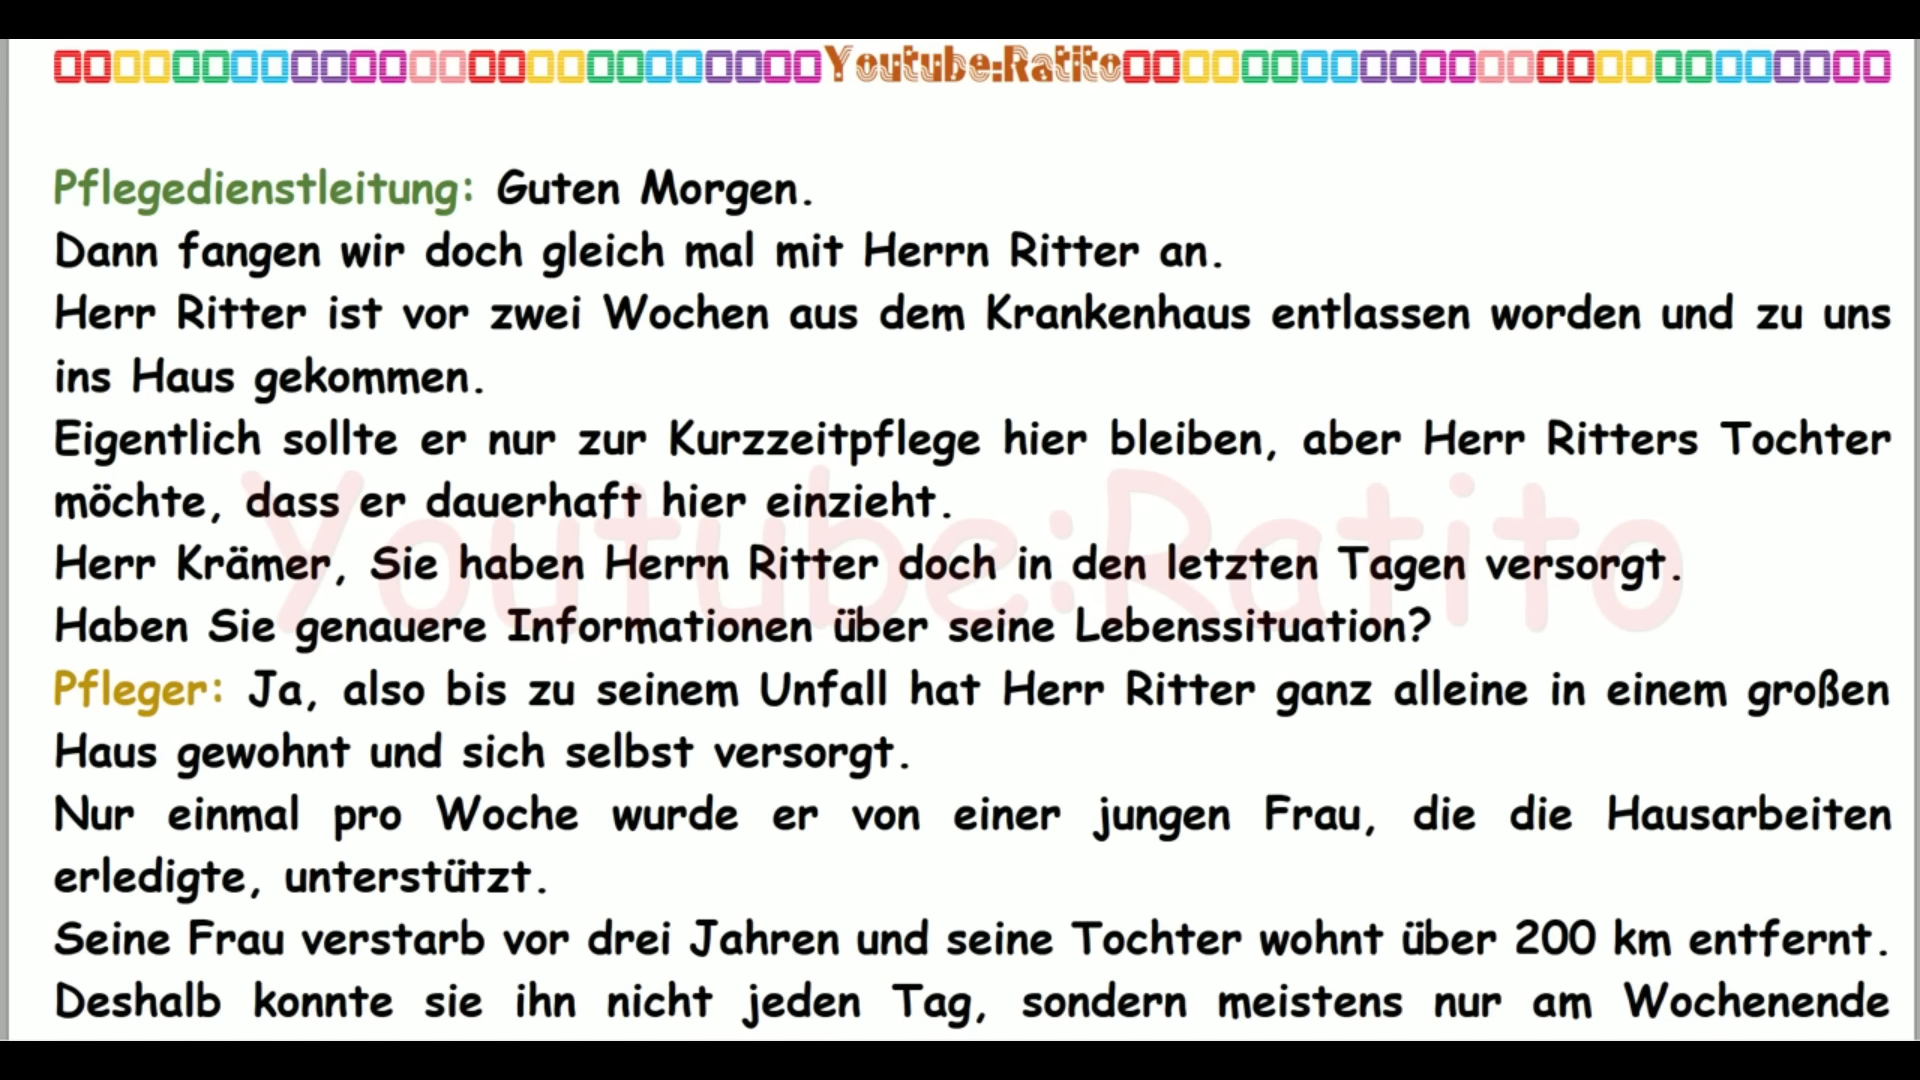 Youtube:Ratito
Pflegedienstleitung: Guten Morgen.
Dann fangen wir doch gleich mal mit Herrn Ritter an.
Herr Ritter ist vor zwei Wochen aus dem Krankenhaus entlassen worden und zu uns
ins Haus gekommen.
Eigentlich sollte er nur zur Kurzzeitpflege hier bleiben, aber Herr Ritters Tochter
möchte, dass er dauerhaft hier einzieht.
Herr Krämer, Sie haben Herrn Ritter doch in den letzten Tagen versorgt.
Haben Sie genauere Informationen über seine Lebenssituation?
Pfleger: Ja, also bis zu seinem Unfall hat Herr Ritter ganz alleine in einem großen
Haus gewohnt und sich selbst versorgt.
Nur einmal pro Woche wurde er von einer jungen Frau, die die Hausarbeiten
erledigte, unterstützt.
Seine Frau verstarb vor drei Jahren und seine Tochter wohnt über 200 km entfernt.
Deshalb konnte sie ihn nicht jeden Tag, sondern meistens nur am Wochenende
Youtube:Ratito